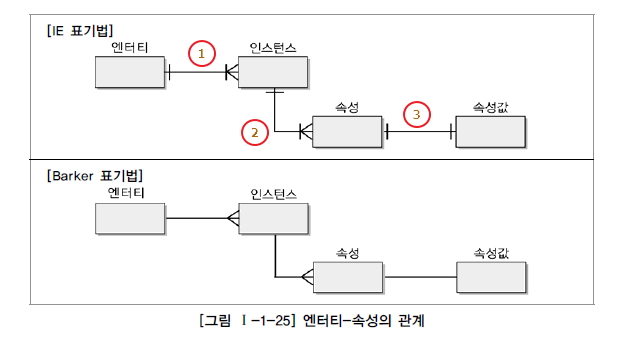 [IE 표기법]
엔터티
1
인스턴스
2
속성
3
속성값
[Barker 표기법]
엔터티
인스턴스
속성
속성값
[그림 Ⅰ-1-25] 엔터티-속성의 관계